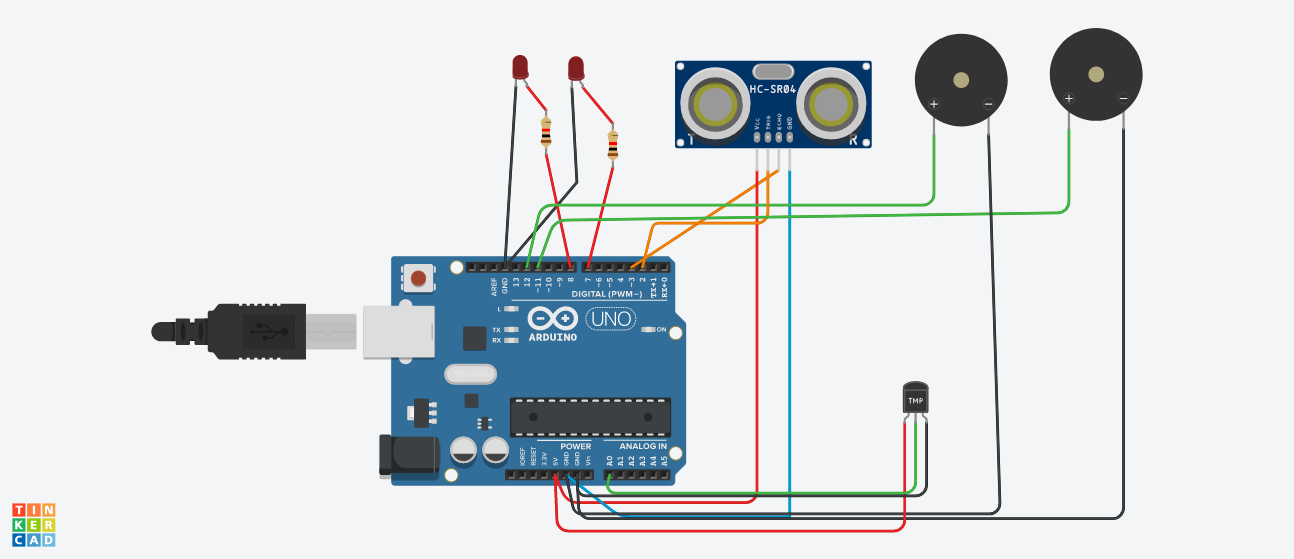 HC-SR04
T
R
VCC
TRIG
ECHO
GND
+
−
+
−
AREF
GND
13
12
~11
~10
~9
8
7
~6
~5
4
~3
2
TX→1
RX←0
DIGITAL (PWM~)
L
TX
RX
ARDUINO
UNO
ON
TMP
POWER
ANALOG IN
IOREF
RESET
3.3V
5V
GND
GND
Vin
A0
A1
A2
A3
A4
A5
TIN
KER
CAD